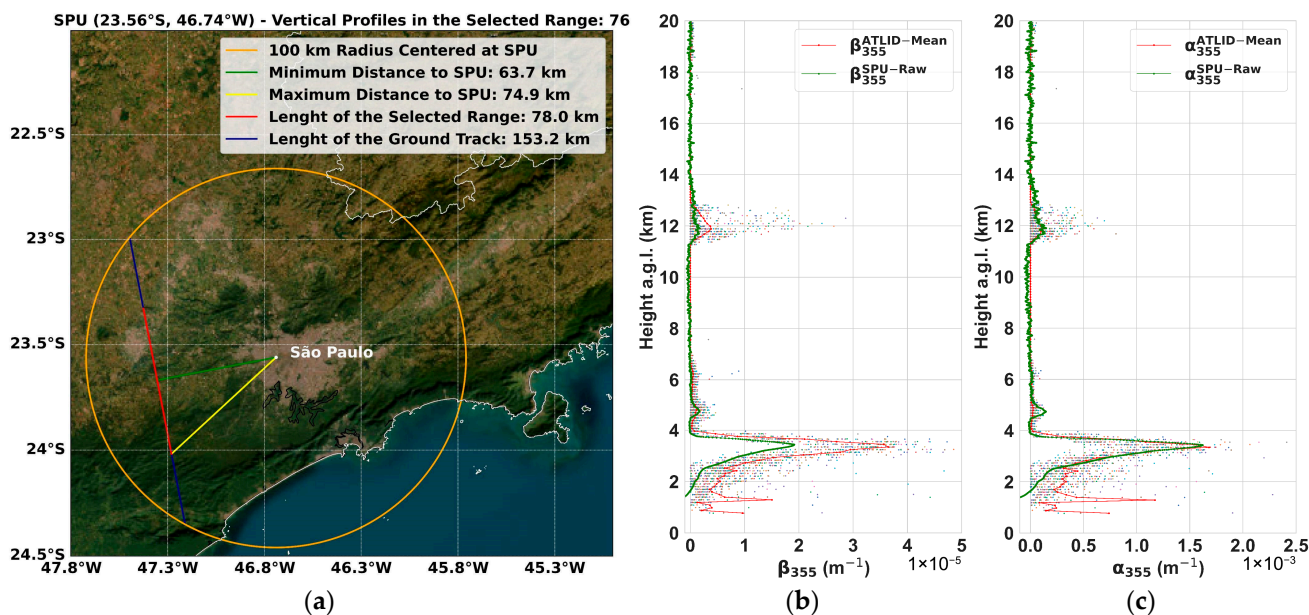 SPU (23.56°S, 46.74°W) - Vertical Profiles in the Selected Range: 76
100 km Radius Centered at SPU
Minimum Distance to SPU: 63.7 km
Maximum Distance to SPU: 74.9 km
Lenght of the Selected Range: 78.0 km
Lenght of the Ground Track: 153.2 km
22.5°S
23°S
23.5°S
24°S
24.5°S
São Paulo
47.8°W 47.3°W 46.8°W 46.3°W 45.8°W 45.3°W
(a)
β355ATLID−Mean
β355SPU−Raw
Height a.g.l. (km)
20
18
16
14
12
10
8
6
4
2
0
0 1 2 3 4 5
β355 (m⁻¹) 1×10⁻⁵
(b)
α355ATLID−Mean
α355SPU−Raw
Height a.g.l. (km)
20
18
16
14
12
10
8
6
4
2
0
0.0 0.5 1.0 1.5 2.0 2.5
α355 (m⁻¹) 1×10⁻³
(c)